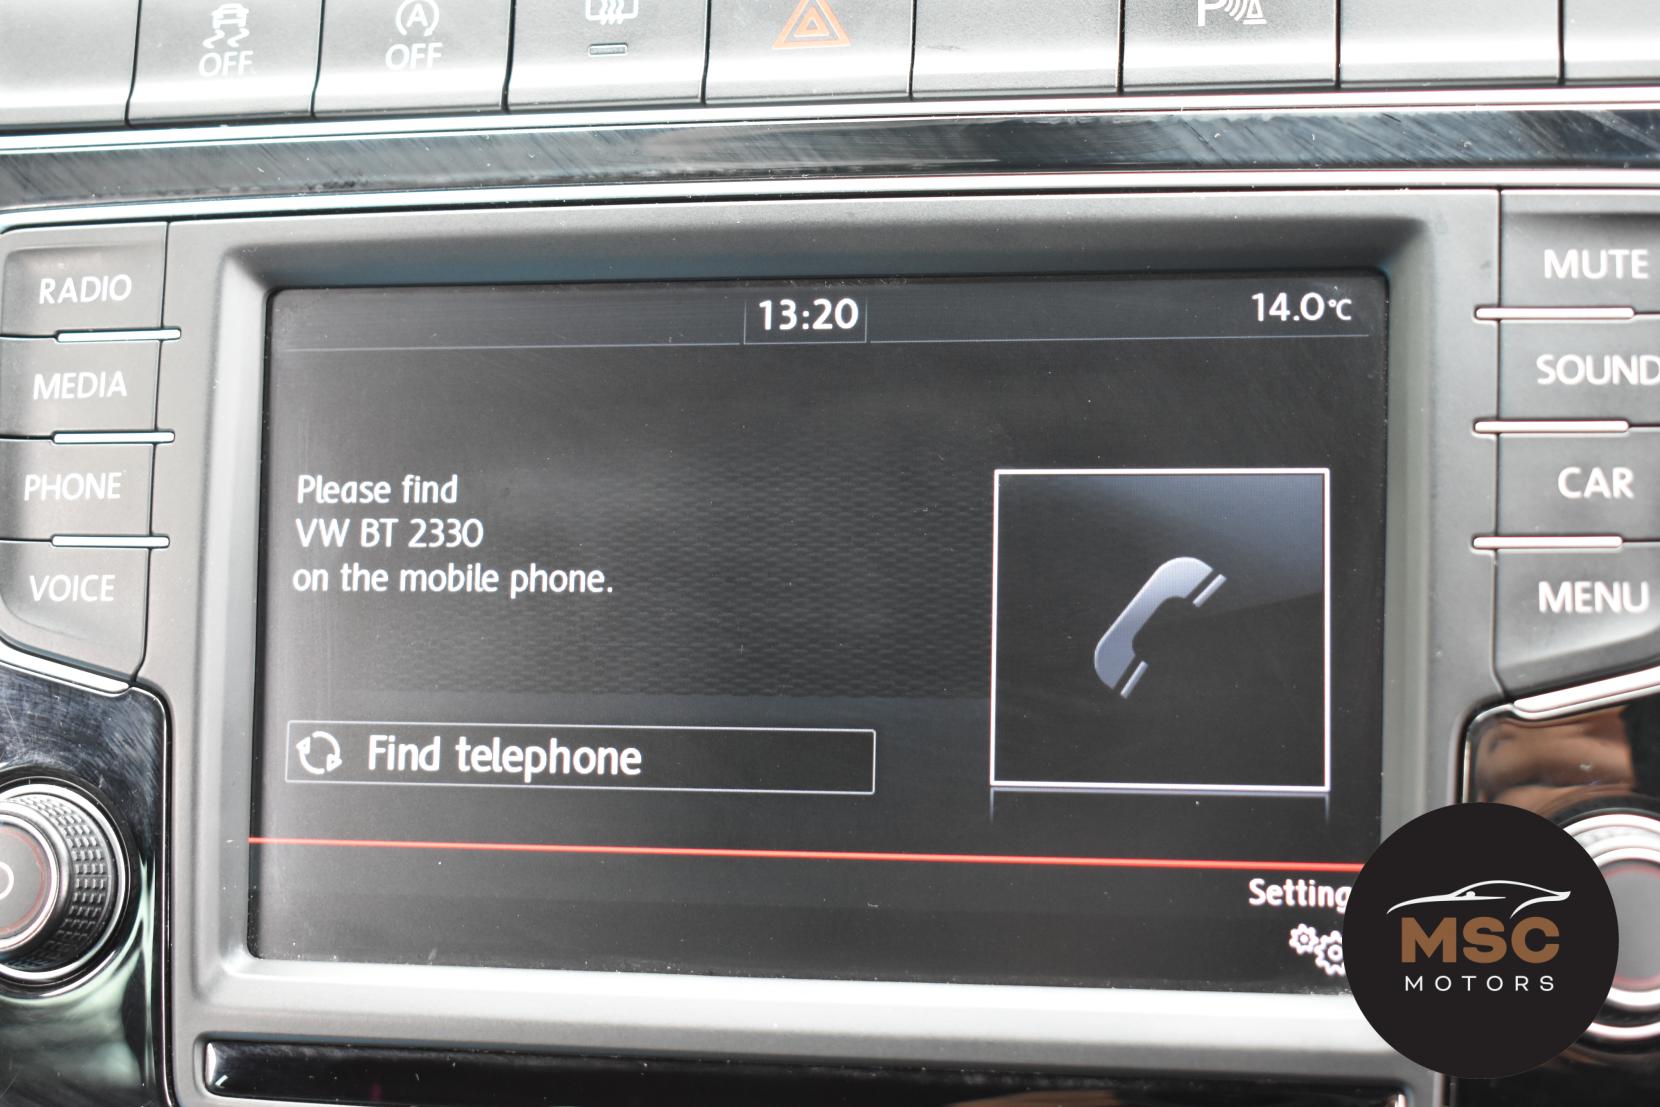 OFF
OFF
P
RADIO
MEDIA
PHONE
VOICE
13:20
14.0°C
Please find
VW BT 2330
on the mobile phone.
Find telephone
Setting
MUTE
SOUND
CAR
MENU
MSC
MOTORS